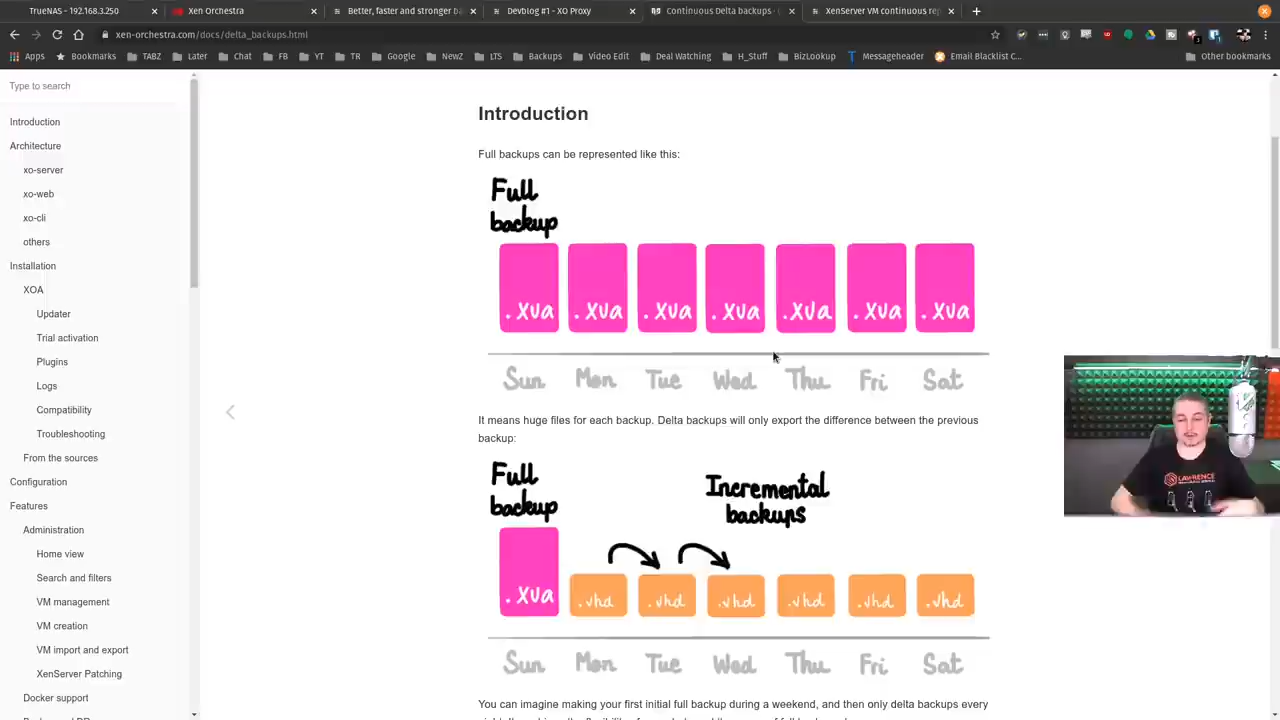 TrueNAS - 192.168.3.250
Xen Orchestra
Better, faster and stronger b
Devblog #1 - XO Proxy
Continuous Delta backups
XenServer VM continuous rep
xen-orchestra.com/docs/delta_backups.html
Apps
Bookmarks
TABZ
Later
Chat
FB
YT
TR
Google
NewZ
LTS
Backups
Video Edit
Deal Watching
H_Stuff
BizLookup
Messageheader
Email Blacklist C...
Other bookmarks
Type to search
Introduction
Architecture
xo-server
xo-web
xo-cli
others
Installation
XOA
Updater
Trial activation
Plugins
Logs
Compatibility
Troubleshooting
From the sources
Configuration
Features
Administration
Home view
Search and filters
VM management
VM creation
VM import and export
XenServer Patching
Docker support
Introduction
Full backups can be represented like this:
Full
backup
.xva .xva .xva .xva .xva .xva .xva
Sun Mon Tue Wed Thu Fri Sat
It means huge files for each backup. Delta backups will only export the difference between the previous
backup:
Full
backup
Incremental
backups
.xva .vhd .vhd .vhd .vhd .vhd .vhd
Sun Mon Tue Wed Thu Fri Sat
You can imagine making your first initial full backup during a weekend, and then only delta backups every
LAWRENCE